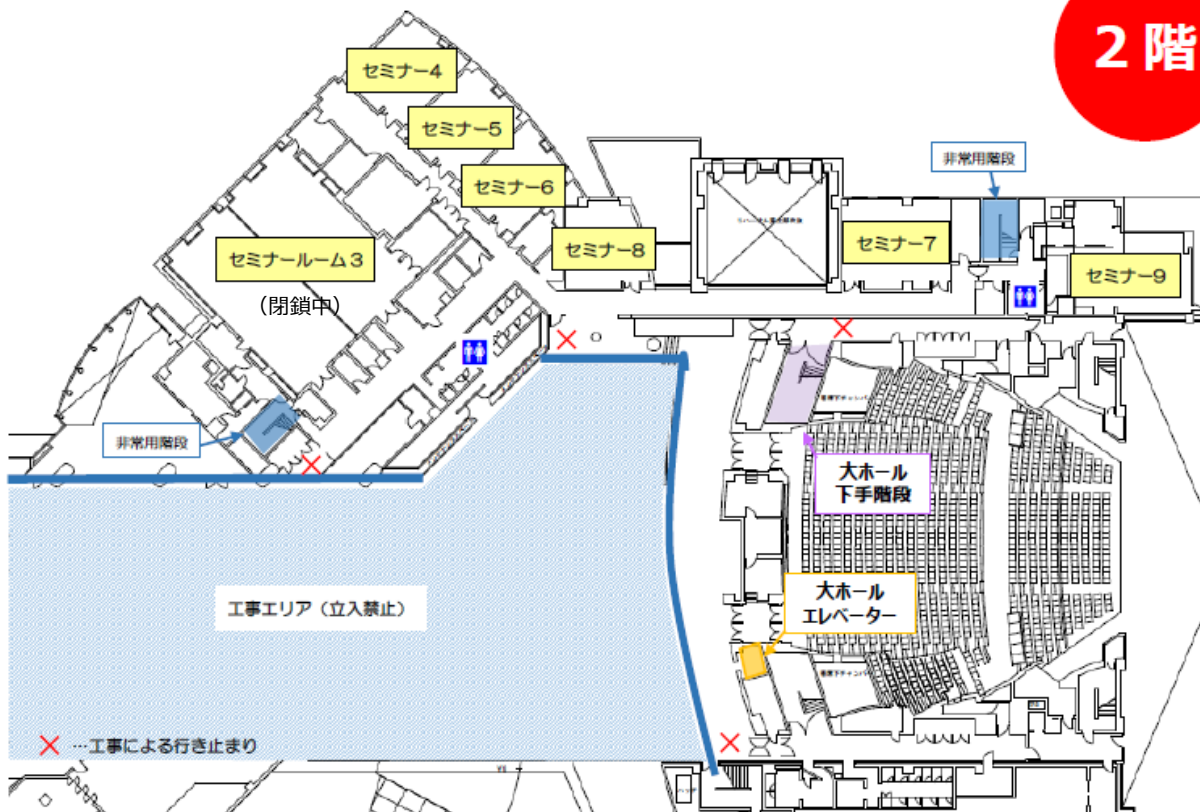 2階
セミナー4
セミナー5
セミナー6
非常用階段
セミナー8
セミナー7
セミナールーム3
(閉鎖中)
セミナー9
非常用階段
大ホール
下手階段
大ホール
エレベーター
工事エリア（立入禁止）
×…工事による行き止まり